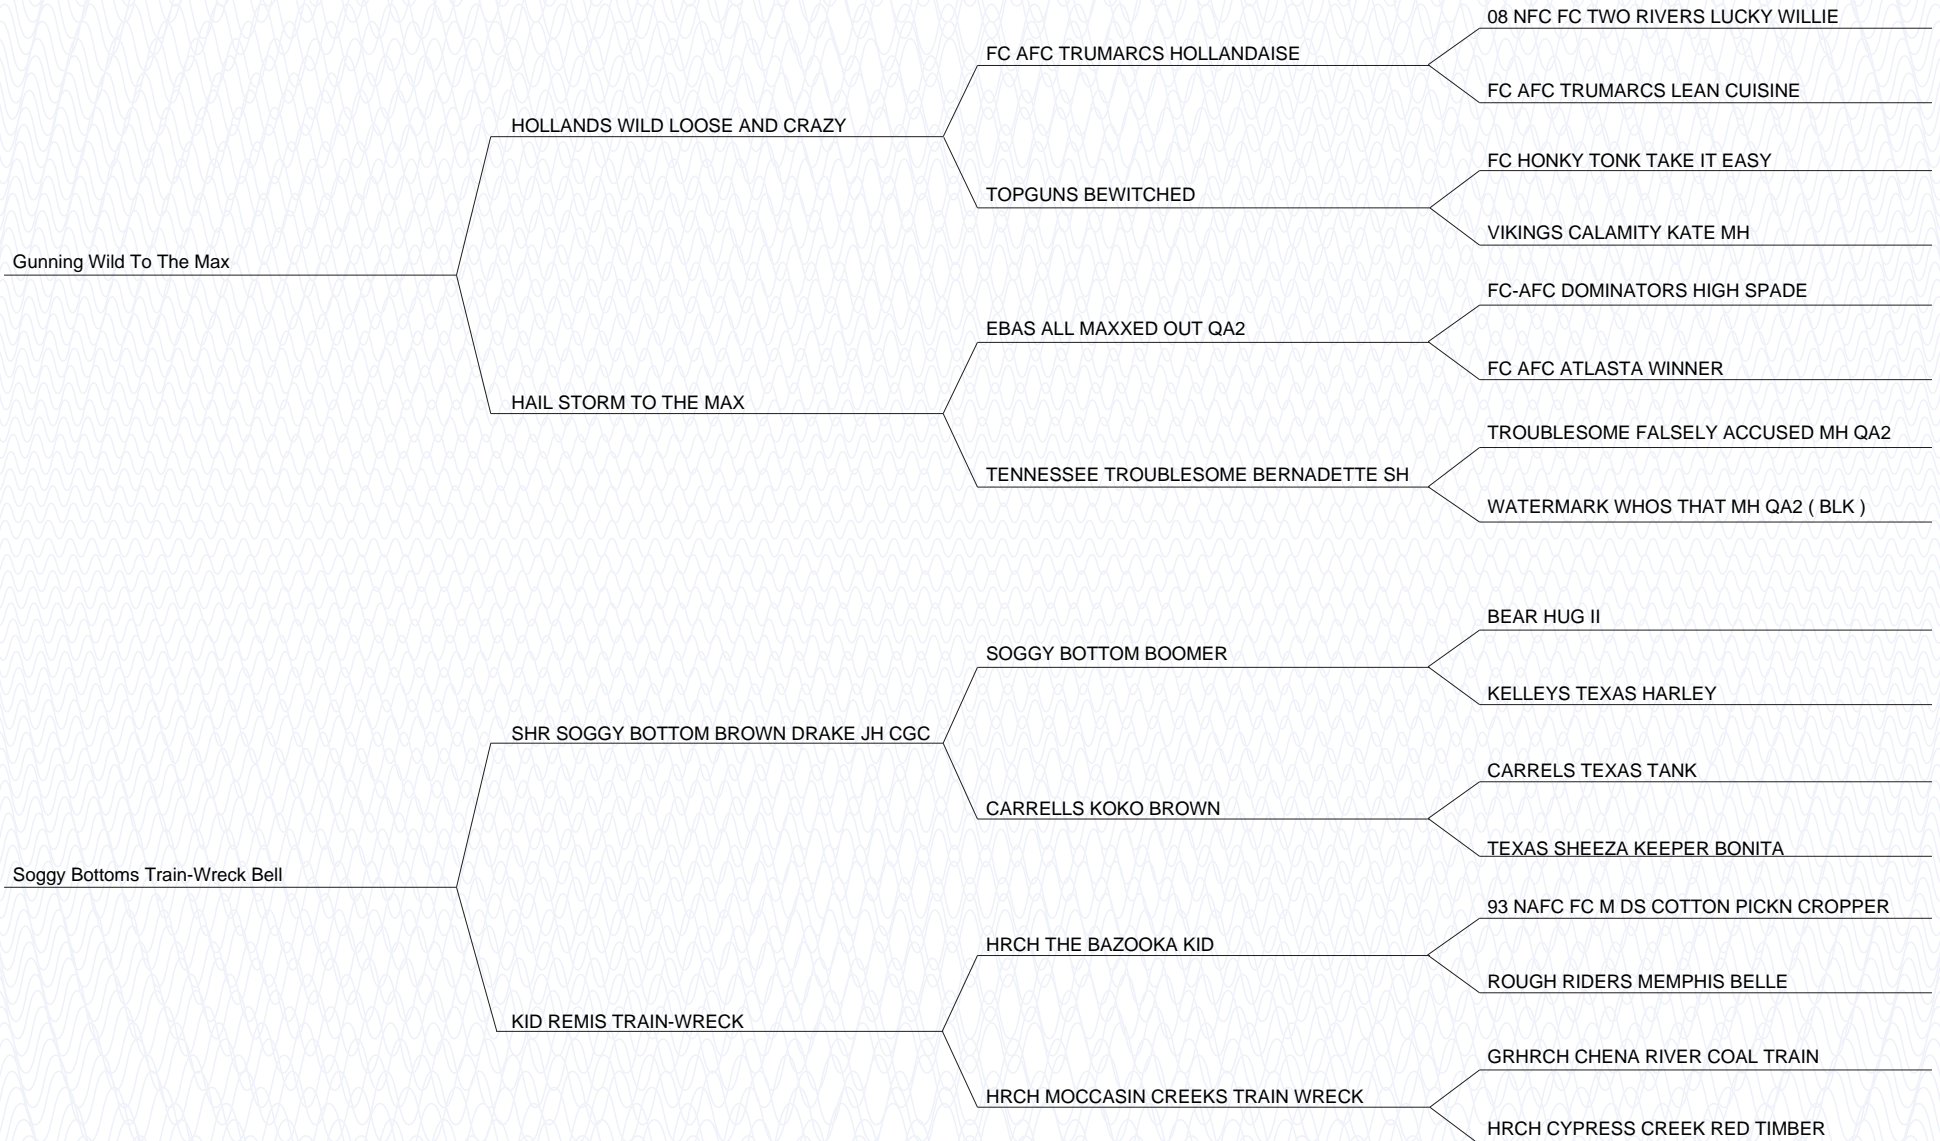 08 NFC FC TWO RIVERS LUCKY WILLIE
FC AFC TRUMARCS HOLLANDAISE
FC AFC TRUMARCS LEAN CUISINE
HOLLANDS WILD LOOSE AND CRAZY
FC HONKY TONK TAKE IT EASY
TOPGUNS BEWITCHED
VIKINGS CALAMITY KATE MH
Gunning Wild To The Max
FC-AFC DOMINATORS HIGH SPADE
EBAS ALL MAXXED OUT QA2
FC AFC ATLASTA WINNER
HAIL STORM TO THE MAX
TROUBLESOME FALSELY ACCUSED MH QA2
TENNESSEE TROUBLESOME BERNADETTE SH
WATERMARK WHOS THAT MH QA2 ( BLK )
BEAR HUG II
SOGGY BOTTOM BOOMER
KELLEYS TEXAS HARLEY
SHR SOGGY BOTTOM BROWN DRAKE JH CGC
CARRELS TEXAS TANK
CARRELLS KOKO BROWN
TEXAS SHEEZA KEEPER BONITA
Soggy Bottoms Train-Wreck Bell
93 NAFC FC M DS COTTON PICKN CROPPER
HRCH THE BAZOOKA KID
ROUGH RIDERS MEMPHIS BELLE
KID REMIS TRAIN-WRECK
GRHRCH CHENA RIVER COAL TRAIN
HRCH MOCCASIN CREEKS TRAIN WRECK
HRCH CYPRESS CREEK RED TIMBER